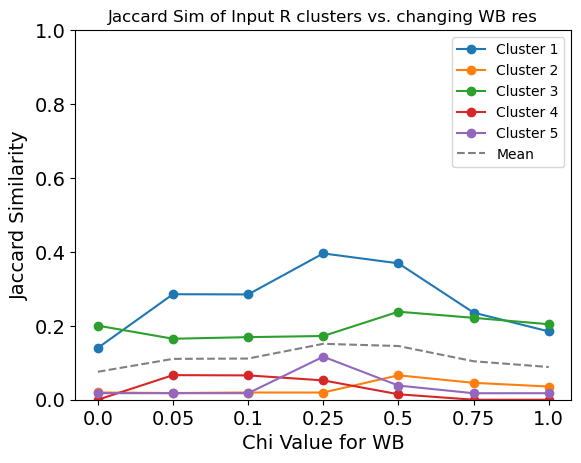 Jaccard Sim of Input R clusters vs. changing WB res
1.0
0.8
0.6
0.4
0.2
0.0
Jaccard Similarity
Cluster 1
Cluster 2
Cluster 3
Cluster 4
Cluster 5
Mean
0.0 0.05 0.1 0.25 0.5 0.75 1.0
Chi Value for WB